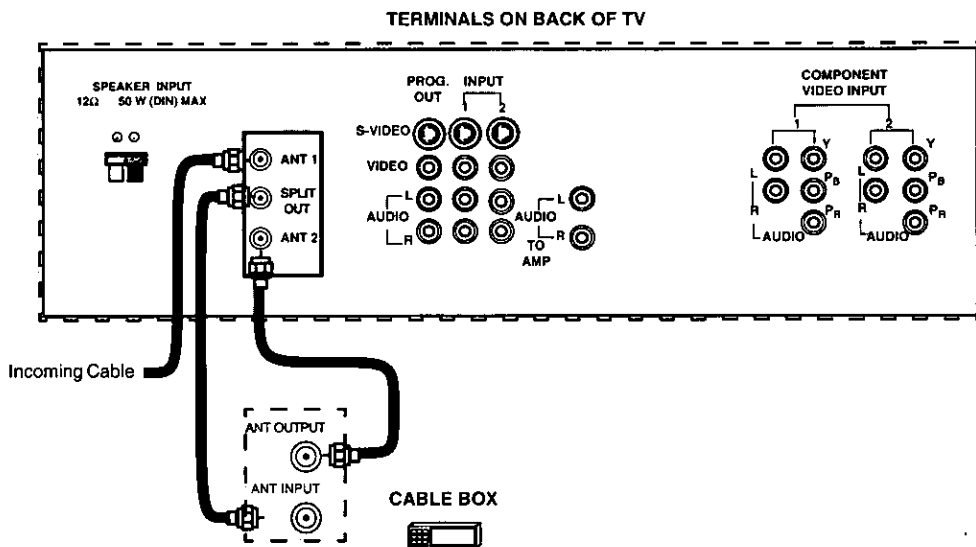 TERMINALS ON BACK OF TV
SPEAKER INPUT
12Ω 50 W (DIN) MAX
ANT 1
SPLIT
OUT
ANT 2
PROG. INPUT
OUT
1 2
S-VIDEO
VIDEO
L
AUDIO
R
L
AUDIO
R
TO
AMP
COMPONENT
VIDEO INPUT
1 2
Y
L
PB
R
PR
AUDIO
Y
L
PB
R
PR
AUDIO
Incoming Cable
ANT OUTPUT
ANT INPUT
CABLE BOX